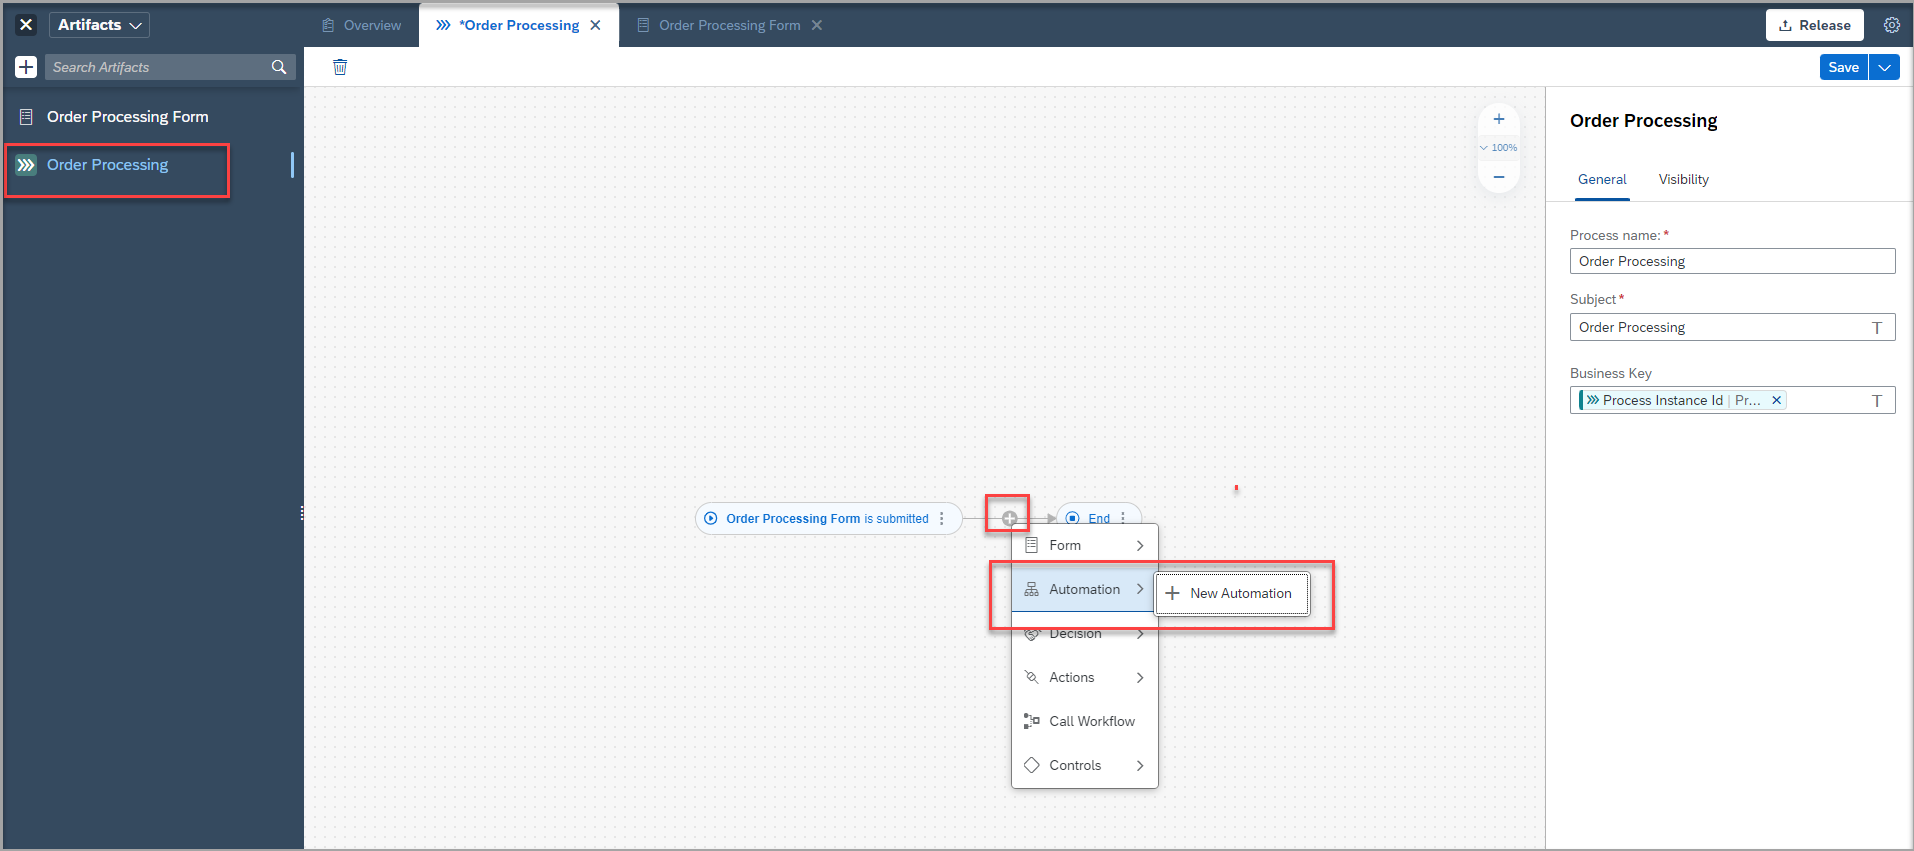 Artifacts
Overview
*Order Processing
Order Processing Form
Release
Search Artifacts
Save
Order Processing Form
Order Processing
100%
Order Processing
General
Visibility
Process name:*
Order Processing
Subject*
Order Processing
Business Key
Process Instance Id | Pr...
T
T
Order Processing Form is submitted
End
Form
Automation
New Automation
Decision
Actions
Call Workflow
Controls